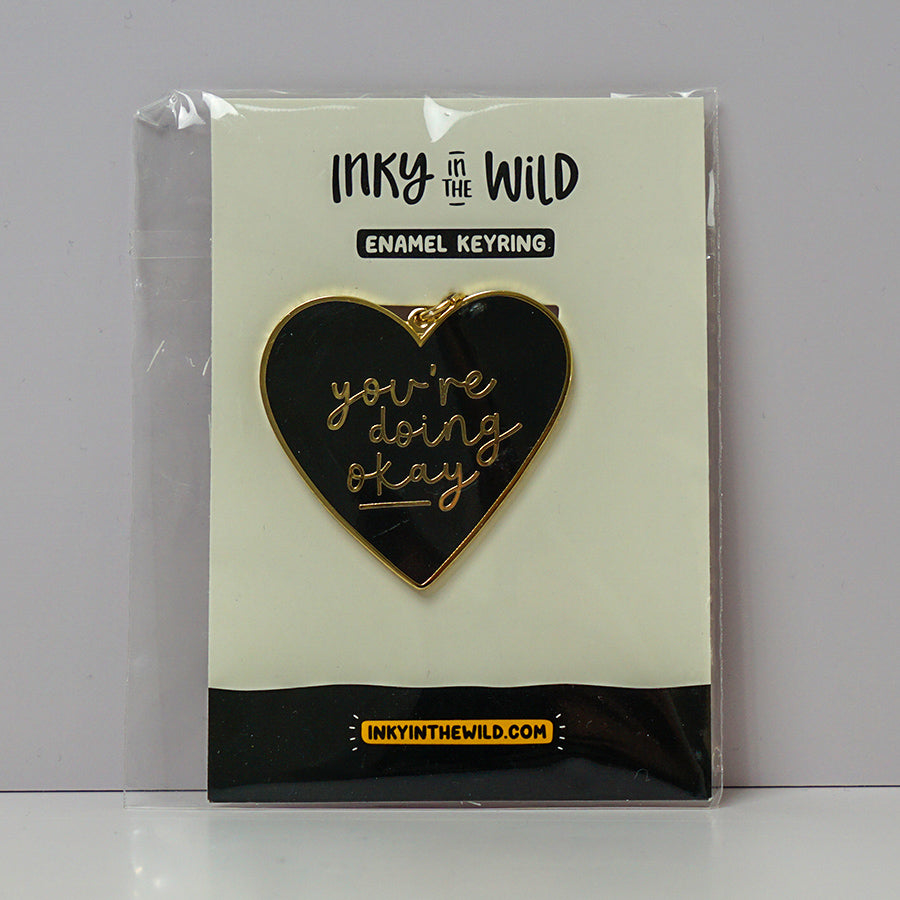 INKY IN THE WILD
ENAMEL KEYRING
you're
doing
okay
INKYINTHEWILD.COM